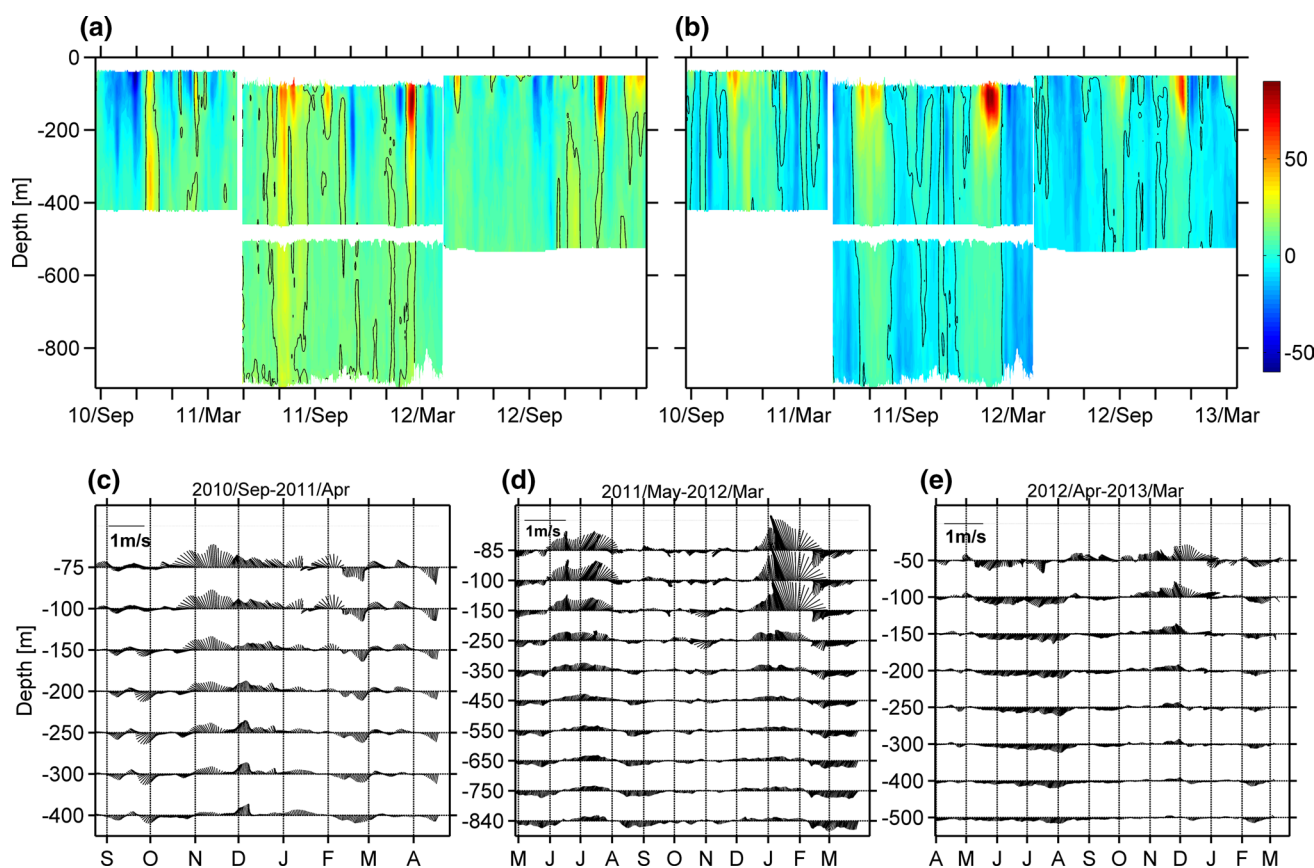 (a)
(b)
0
-200
-400
-600
-800
Depth [m]
10/Sep 11/Mar 11/Sep 12/Mar 12/Sep
10/Sep 11/Mar 11/Sep 12/Mar 12/Sep 13/Mar
50
0
-50
(c)
2010/Sep-2011/Apr
1m/s
-75
-100
-150
-200
-250
-300
-400
Depth [m]
S O N D J F M A
(d)
2011/May-2012/Mar
1m/s
-85
-100
-150
-250
-350
-450
-550
-650
-750
-840
M J J A S O N D J F M
(e)
2012/Apr-2013/Mar
1m/s
-50
-100
-150
-200
-250
-300
-400
-500
A M J J A S O N D J F M